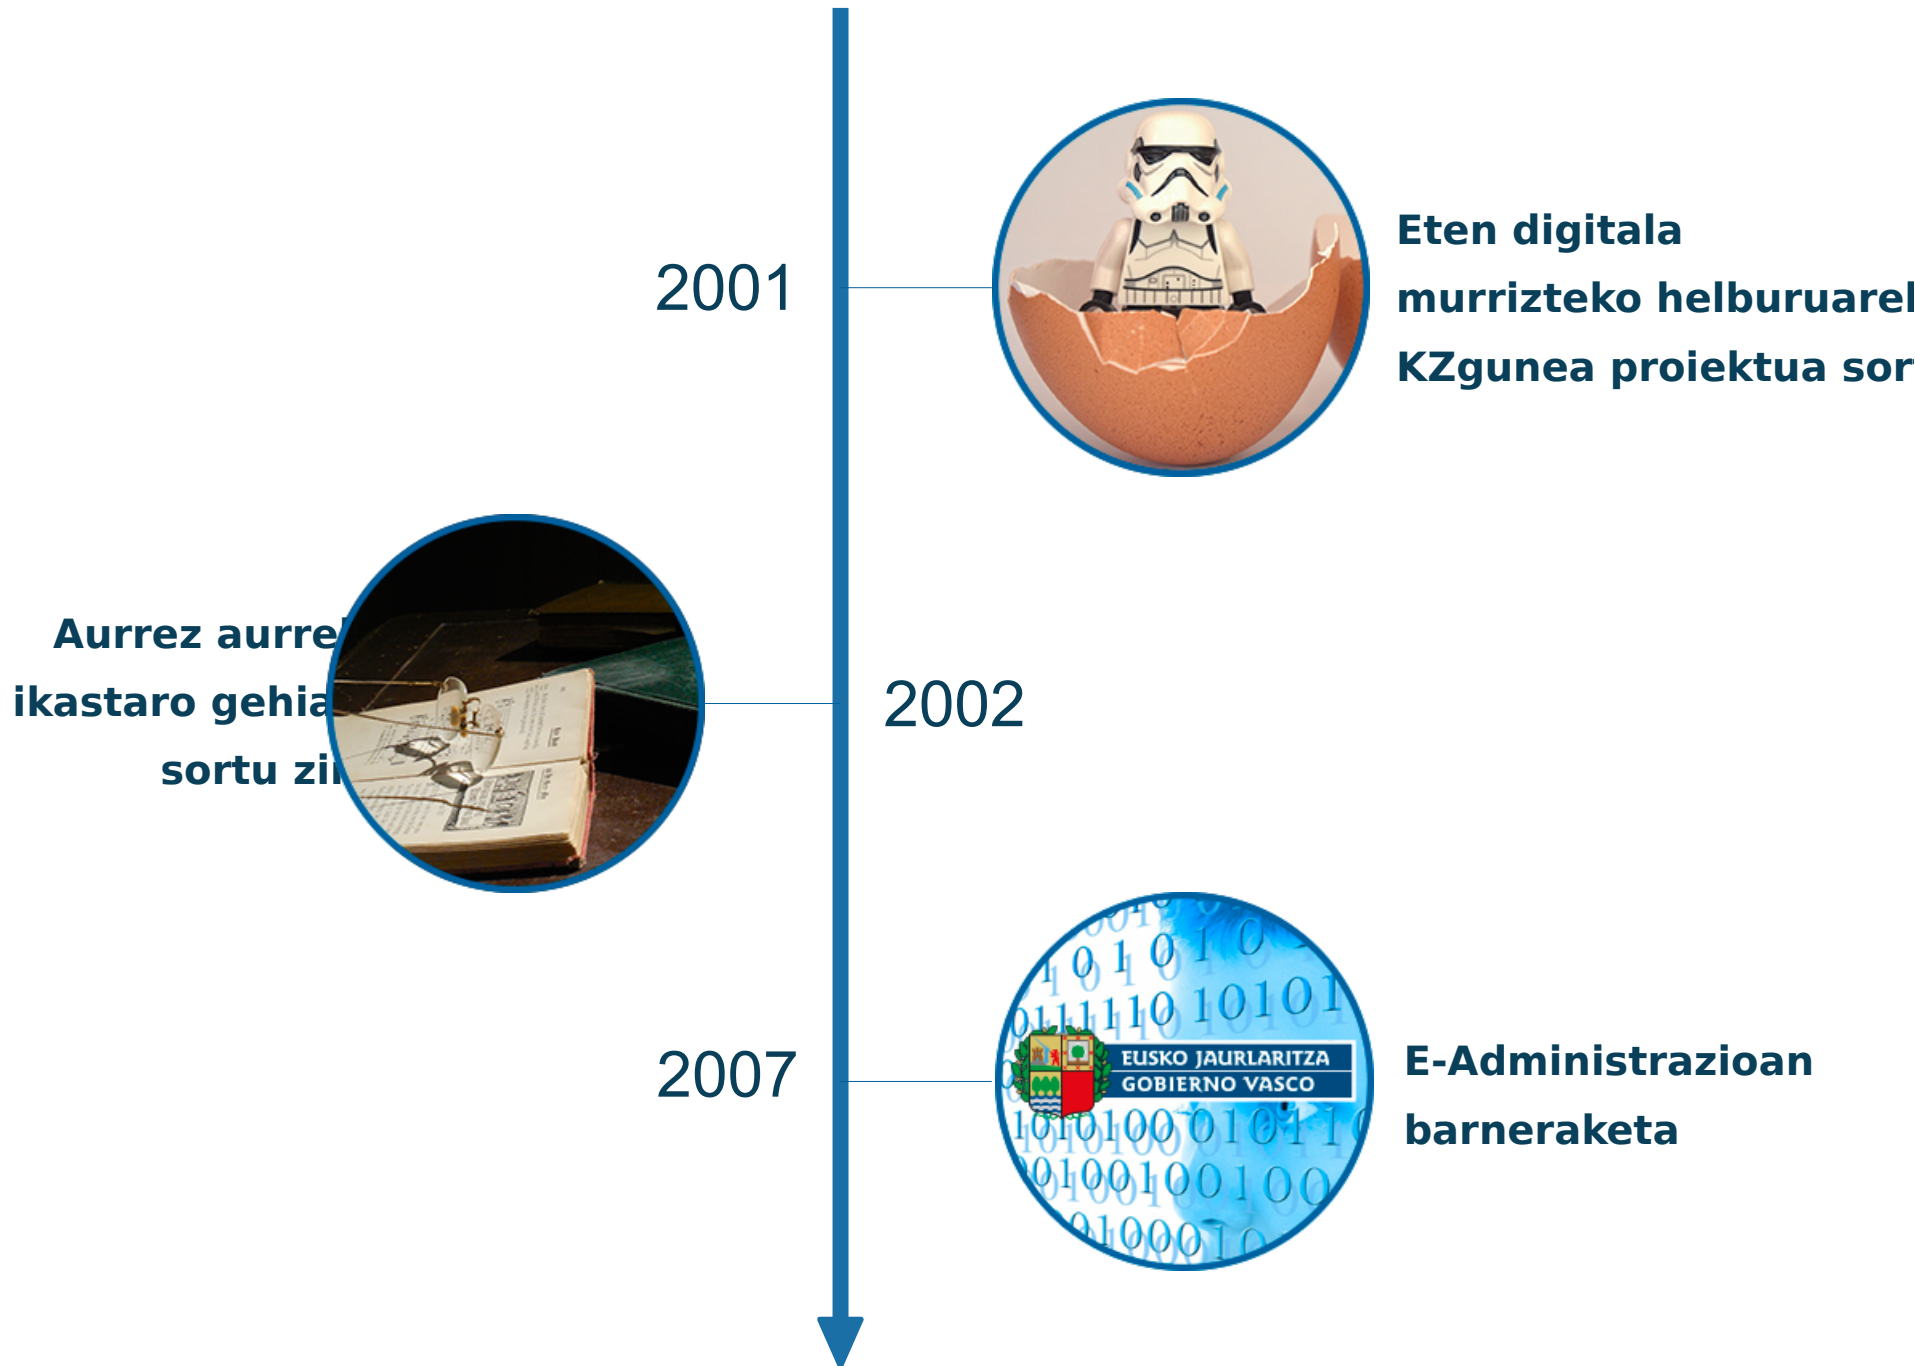 2001
Eten digitala
murrizteko helburuarel
KZgunea proiektua sor
Aurrez aurre
ikastaro gehia
sortu zi
2002
2007
EUSKO JAURLARITZA
GOBIERNO VASCO
E-Administrazioan
barneraketa